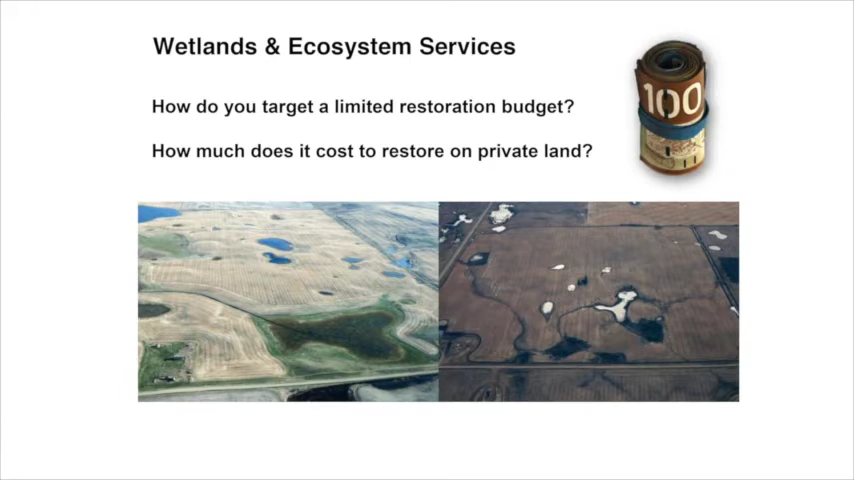 Wetlands & Ecosystem Services
How do you target a limited restoration budget?
How much does it cost to restore on private land?
100